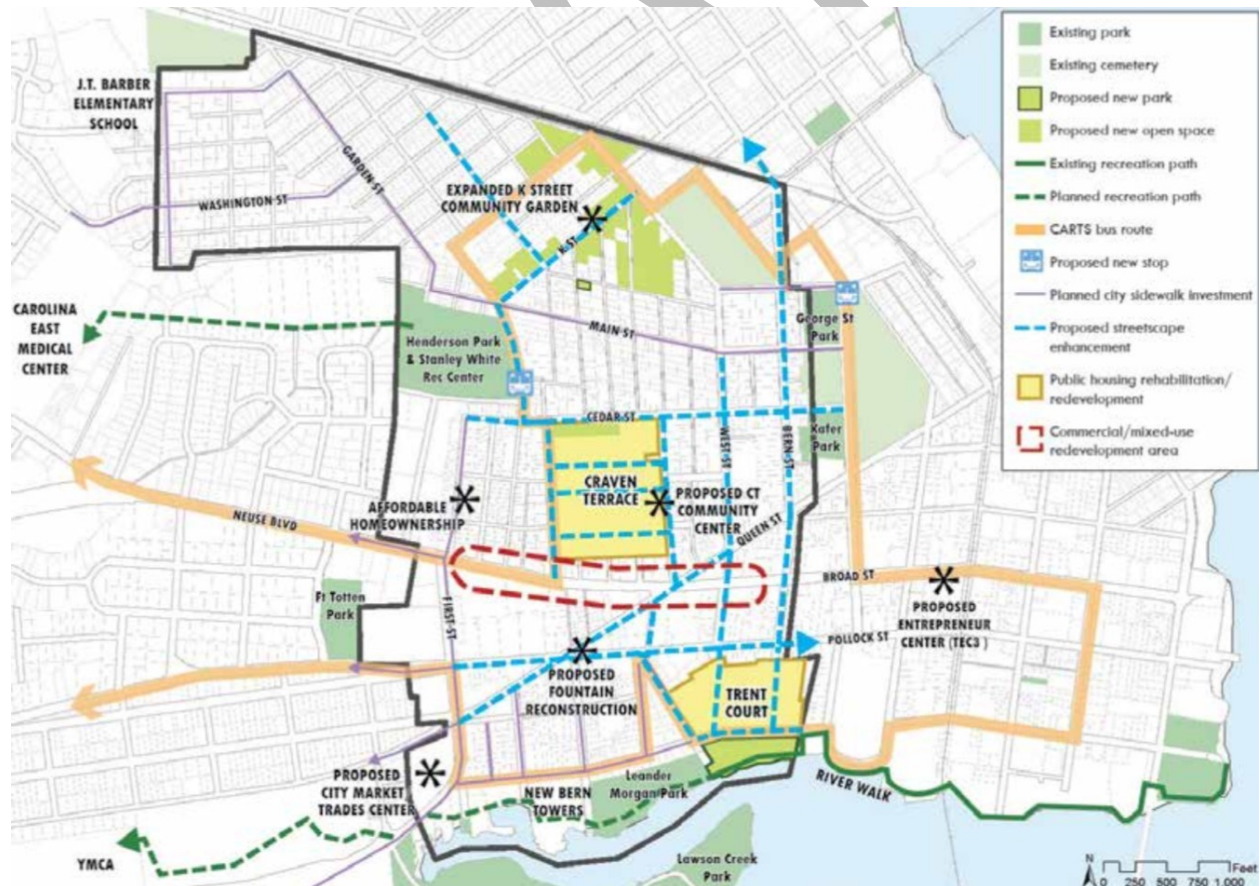 J.T. BARBER
ELEMENTARY
SCHOOL
GARDEN ST
WASHINGTON ST
EXPANDED K STREET
COMMUNITY GARDEN
K ST
CAROLINA
EAST
MEDICAL
CENTER
Henderson Park
& Stanley White
Rec Center
MAIN ST
George St
Park
CEDAR ST
WEST ST
BERN ST
Kafer
Park
CRAVEN
TERRACE
PROPOSED CT
COMMUNITY
CENTER
AFFORDABLE
HOMEOWNERSHIP
NEUSE BLVD
QUEEN ST
BROAD ST
Ft Totten
Park
FIRST ST
PROPOSED
ENTREPRENEUR
CENTER (TEC3)
POLLOCK ST
PROPOSED
FOUNTAIN
RECONSTRUCTION
TRENT
COURT
PROPOSED
CITY MARKET
TRADES CENTER
NEW BERN
TOWERS
Leander
Morgan Park
RIVER WALK
YMCA
Lawson Creek
Park
Existing park
Existing cemetery
Proposed new park
Proposed new open space
Existing recreation path
Planned recreation path
CARTS bus route
Proposed new stop
Planned city sidewalk investment
Proposed streetscape
enhancement
Public housing rehabilitation/
redevelopment
Commercial/mixed-use
redevelopment area
N
0 250 500 750 1,000
Feet